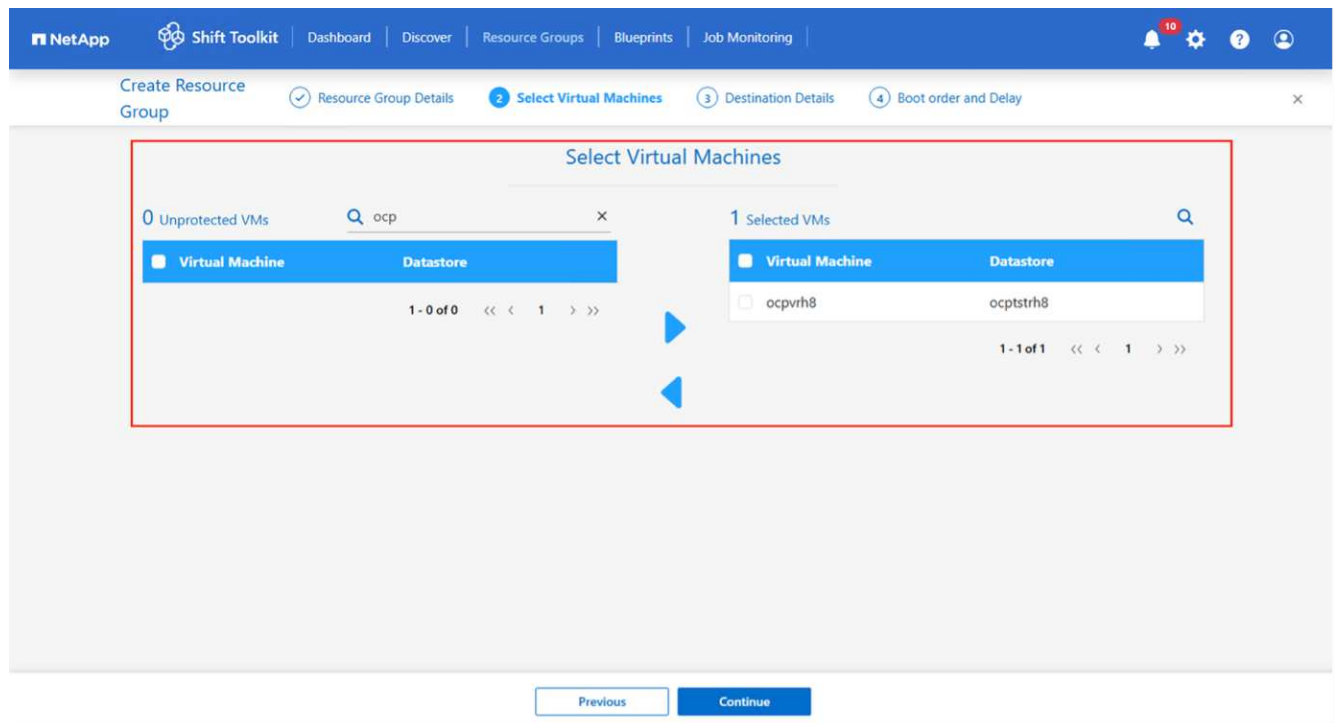 NetApp Shift Toolkit Dashboard Discover Resource Groups Blueprints Job Monitoring 10 ?
Create Resource
Group
Resource Group Details 2 Select Virtual Machines 3 Destination Details 4 Boot order and Delay
Select Virtual Machines
0 Unprotected VMs ocp
1 Selected VMs
Virtual Machine Datastore
Virtual Machine Datastore
1 - 0 of 0 << < 1 > >>
ocpvrh8 ocptstrh8
1 - 1 of 1 << < 1 > >>
Previous Continue